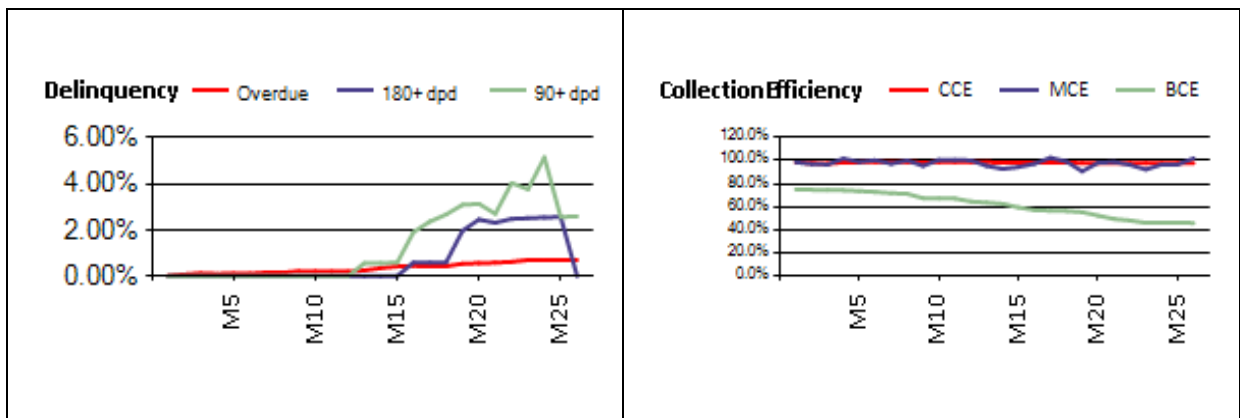 Delinquency Overdue 180+ dpd 90+ dpd
6.00%
4.00%
2.00%
0.00%
M5
M10
M15
M20
M25
Collection Efficiency CCE MCE BCE
120.0%
100.0%
80.0%
60.0%
40.0%
20.0%
0.0%
M5
M10
M15
M20
M25